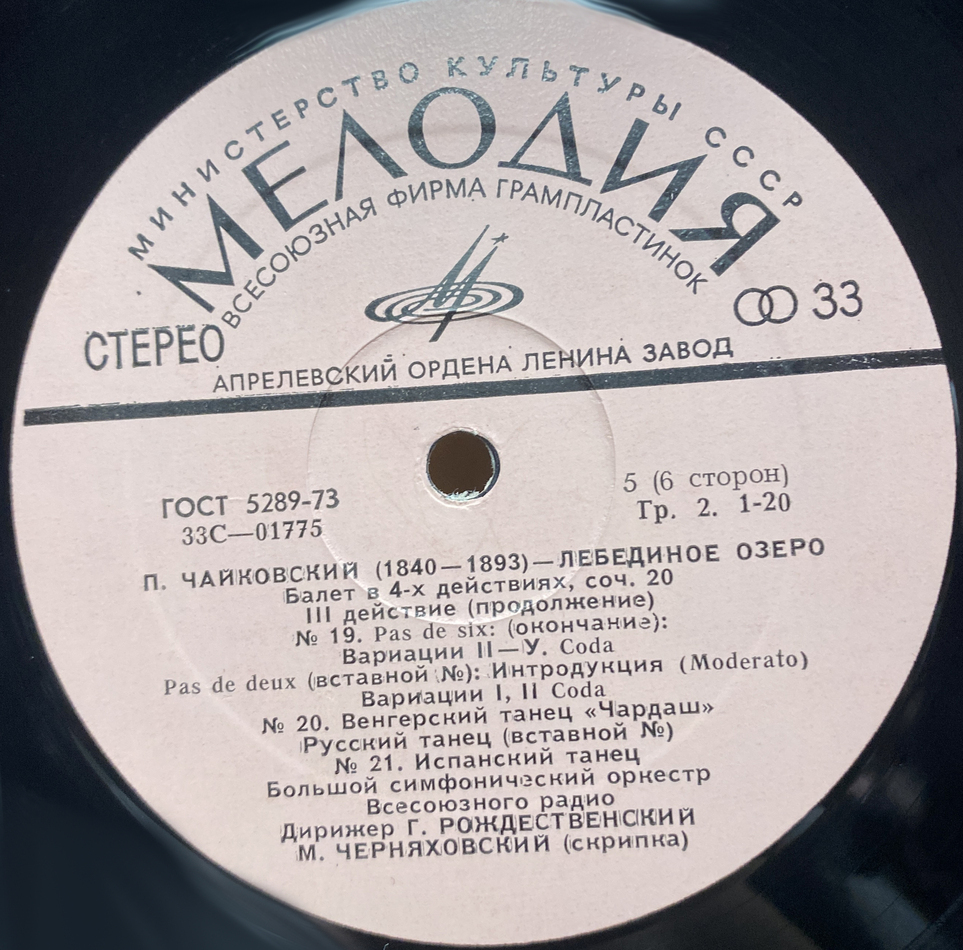 МИНИСТЕРСТВО КУЛЬТУРЫ СССР
МЕЛОДИЯ
ВСЕСОЮЗНАЯ ФИРМА ГРАМПЛАСТИНОК
СТЕРЕО
33
АПРЕЛЕВСКИЙ ОРДЕНА ЛЕНИНА ЗАВОД
ГОСТ 5289-73
33С—01775
5 (6 сторон)
Гр. 2. 1-20
П. ЧАЙКОВСКИЙ (1840—1893)—ЛЕБЕДИНОЕ ОЗЕРО
Балет в 4-х действиях, соч. 20
III действие (продолжение)
№ 19. Pas de six: (окончание):
Вариации II—У. Coda
Pas de deux (вставной №): Интродукция (Moderato)
Вариации I, II Coda
№ 20. Венгерский танец «Чардаш»
Русский танец (вставной №)
№ 21. Испанский танец
Большой симфонический оркестр
Всесоюзного радио
Дирижер Г. РОЖДЕСТВЕНСКИЙ
М. ЧЕРНЯХОВСКИЙ (скрипка)